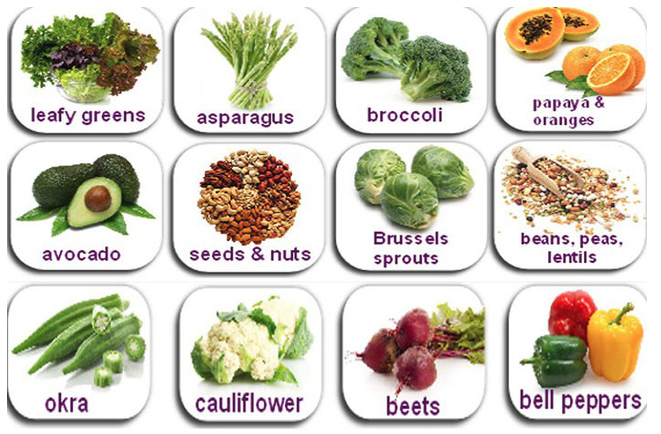 leafy greens
asparagus
broccoli
papaya &
oranges
avocado
seeds & nuts
Brussels
sprouts
beans, peas,
lentils
okra
cauliflower
beets
bell peppers